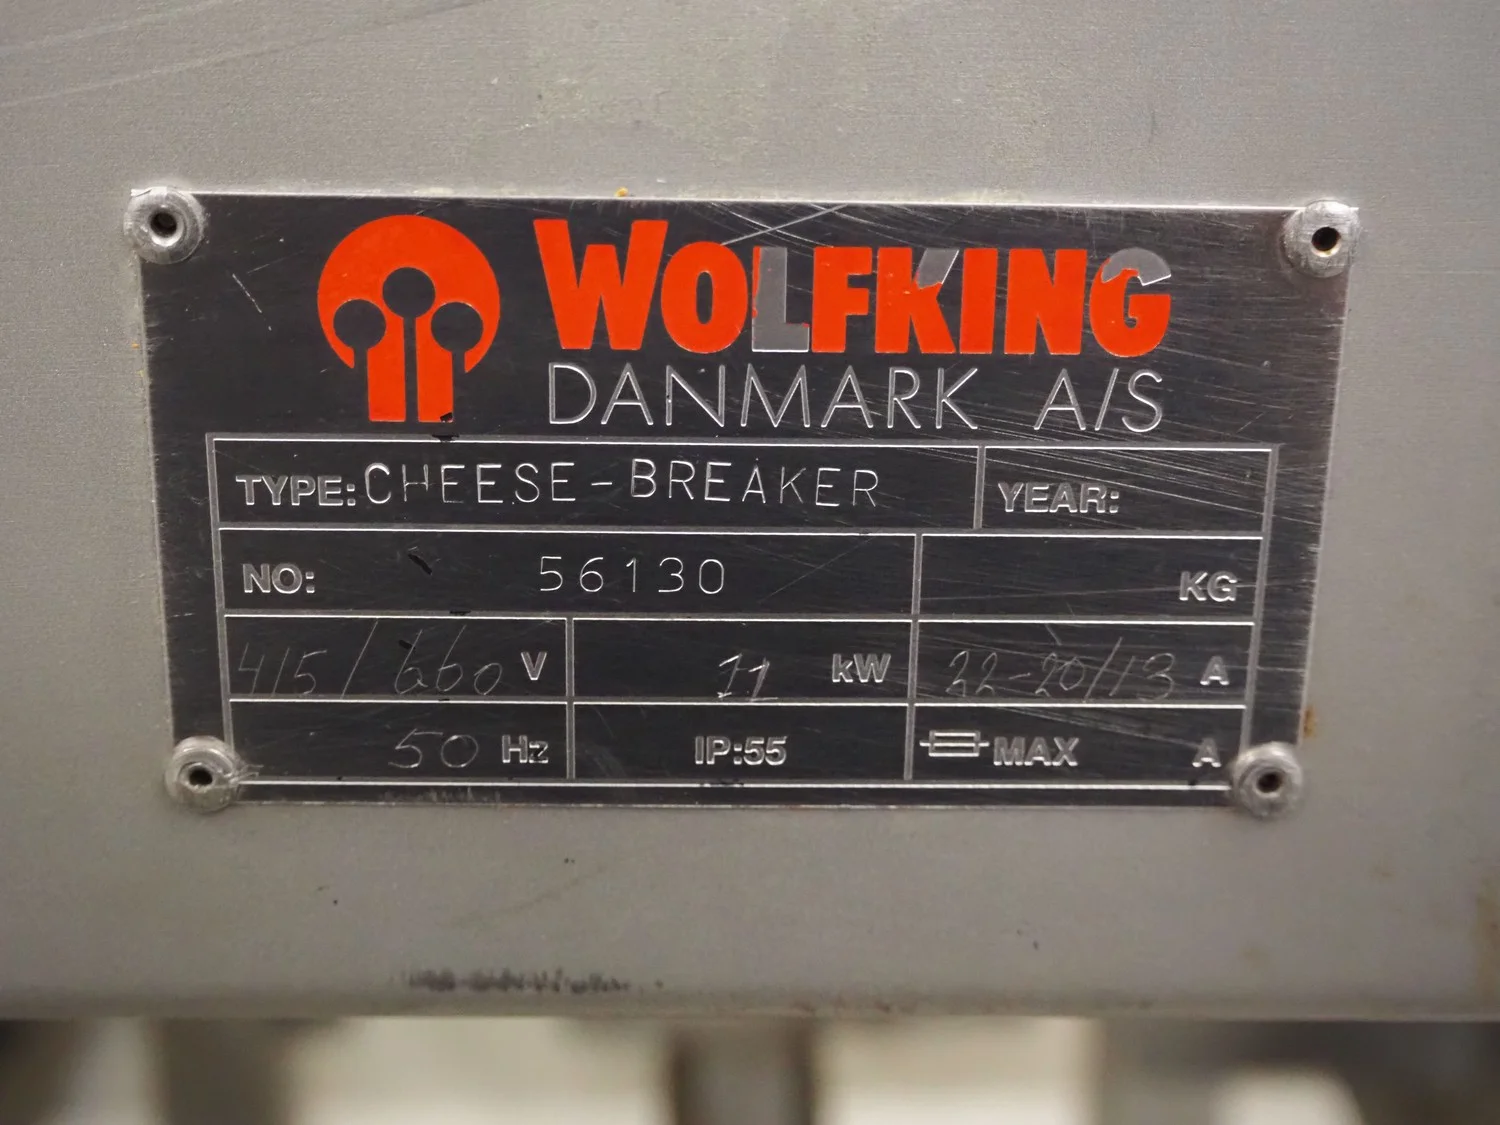 WOLFKING
DANMARK A/S
TYPE: CHEESE-BREAKER YEAR:
NO: 56130 KG
415/660 V 11 kW 22-20/13 A
50 Hz IP:55 MAX A